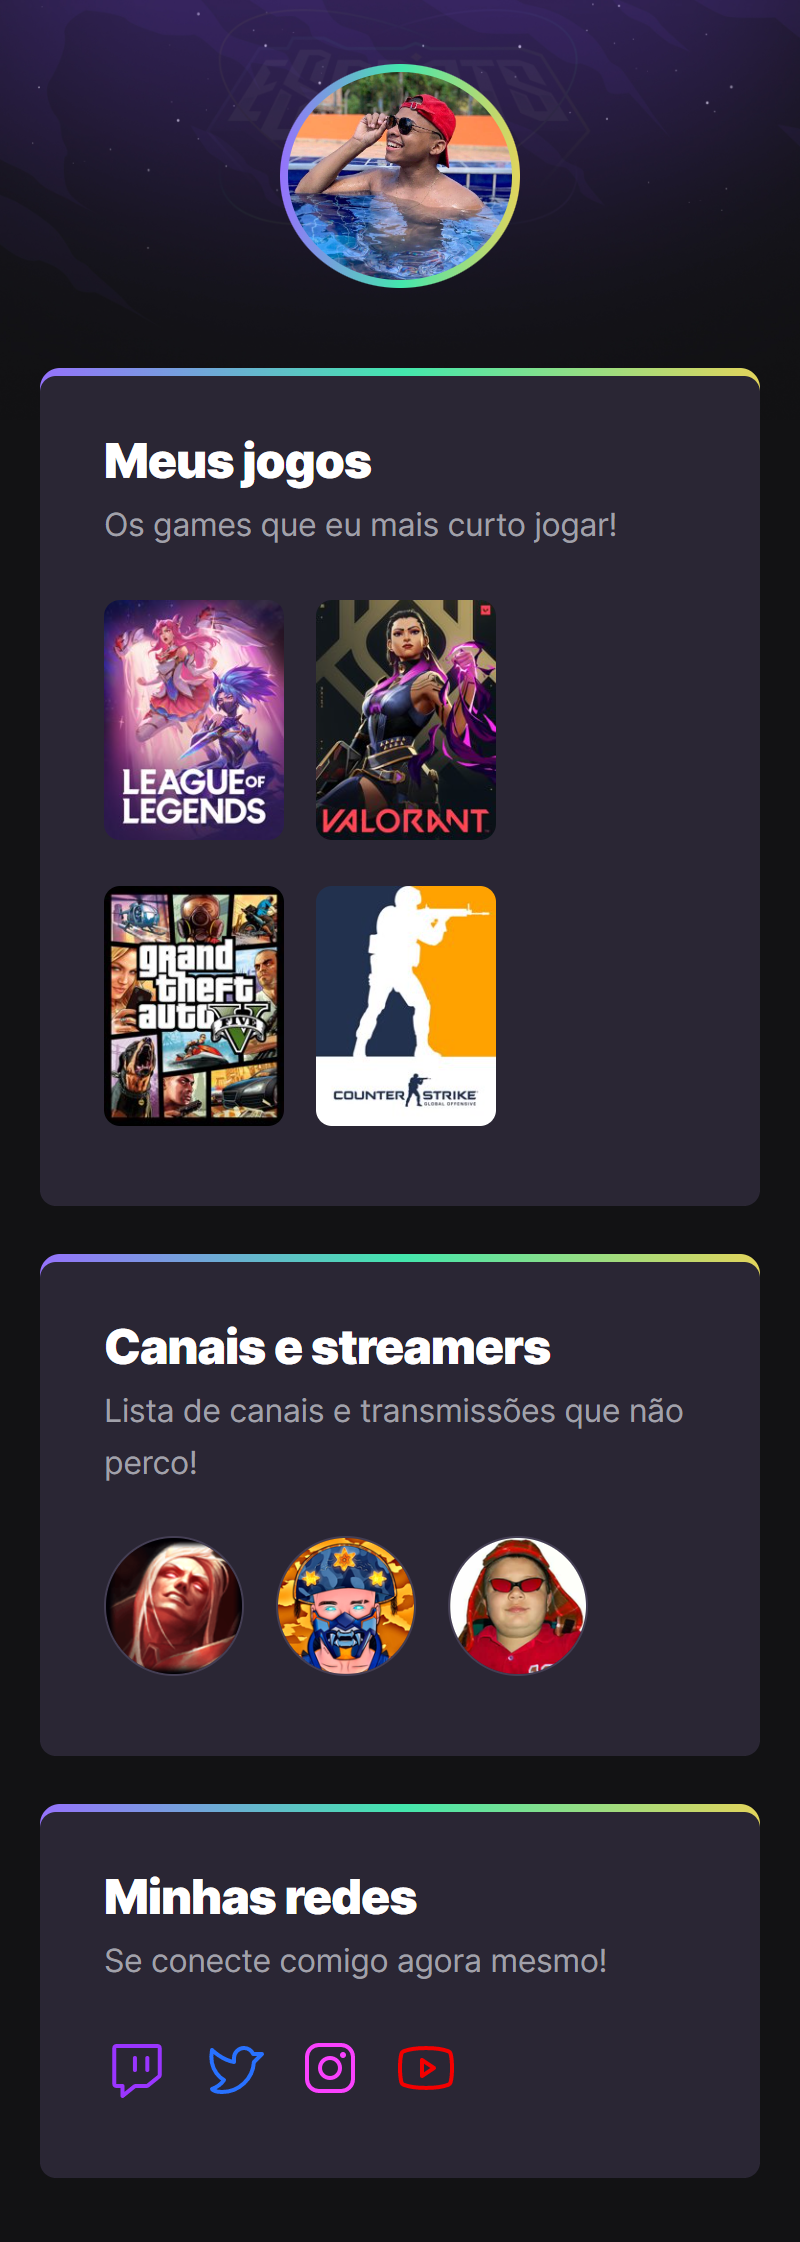 ESPORTS
Meus jogos
Os games que eu mais curto jogar!
LEAGUE OF
LEGENDS
VALORANT
grand
theft
auto V
FIVE
COUNTER STRIKE
GLOBAL OFFENSIVE
Canais e streamers
Lista de canais e transmissões que não
perco!
Minhas redes
Se conecte comigo agora mesmo!